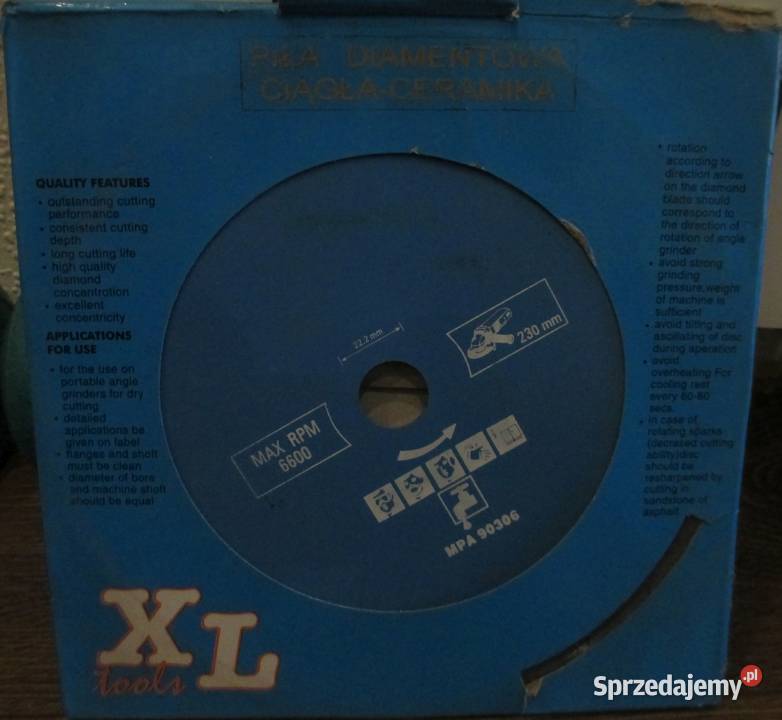 PIŁA DIAMENTOWA
CIĄGŁA-CERAMIKA
QUALITY FEATURES
• outstanding cutting
performance
• consistent cutting
depth
• long cutting life
• high quality
diamond
concentration
• excellent
concentricity
APPLICATIONS
FOR USE
• for the use on
portable angle
grinders for dry
cutting
• detailed
applications be
given on label
• flanges and shoft
must be clean
• diameter of bore
and machine shoft
should be equal
22,2 mm
230 mm
MAX RPM
6600
MPA 90306
• rotation
according to
direction arrow
on the diamond
blade should
correspond to
the direction of
rotation of angle
grinder
• avoid strong
grinding
pressure,weight
of machine is
sufficient
• avoid tilting and
ascillating of disc
during aperation
• avoid
overheating For
cooling rest
every 60-80
secs.
• in case of
rotating sparks
(decreased cutting
ability)disc
should be
resharpened by
cutting in
sandstone of
asphalt
XL
tools
Sprzedajemy.pl